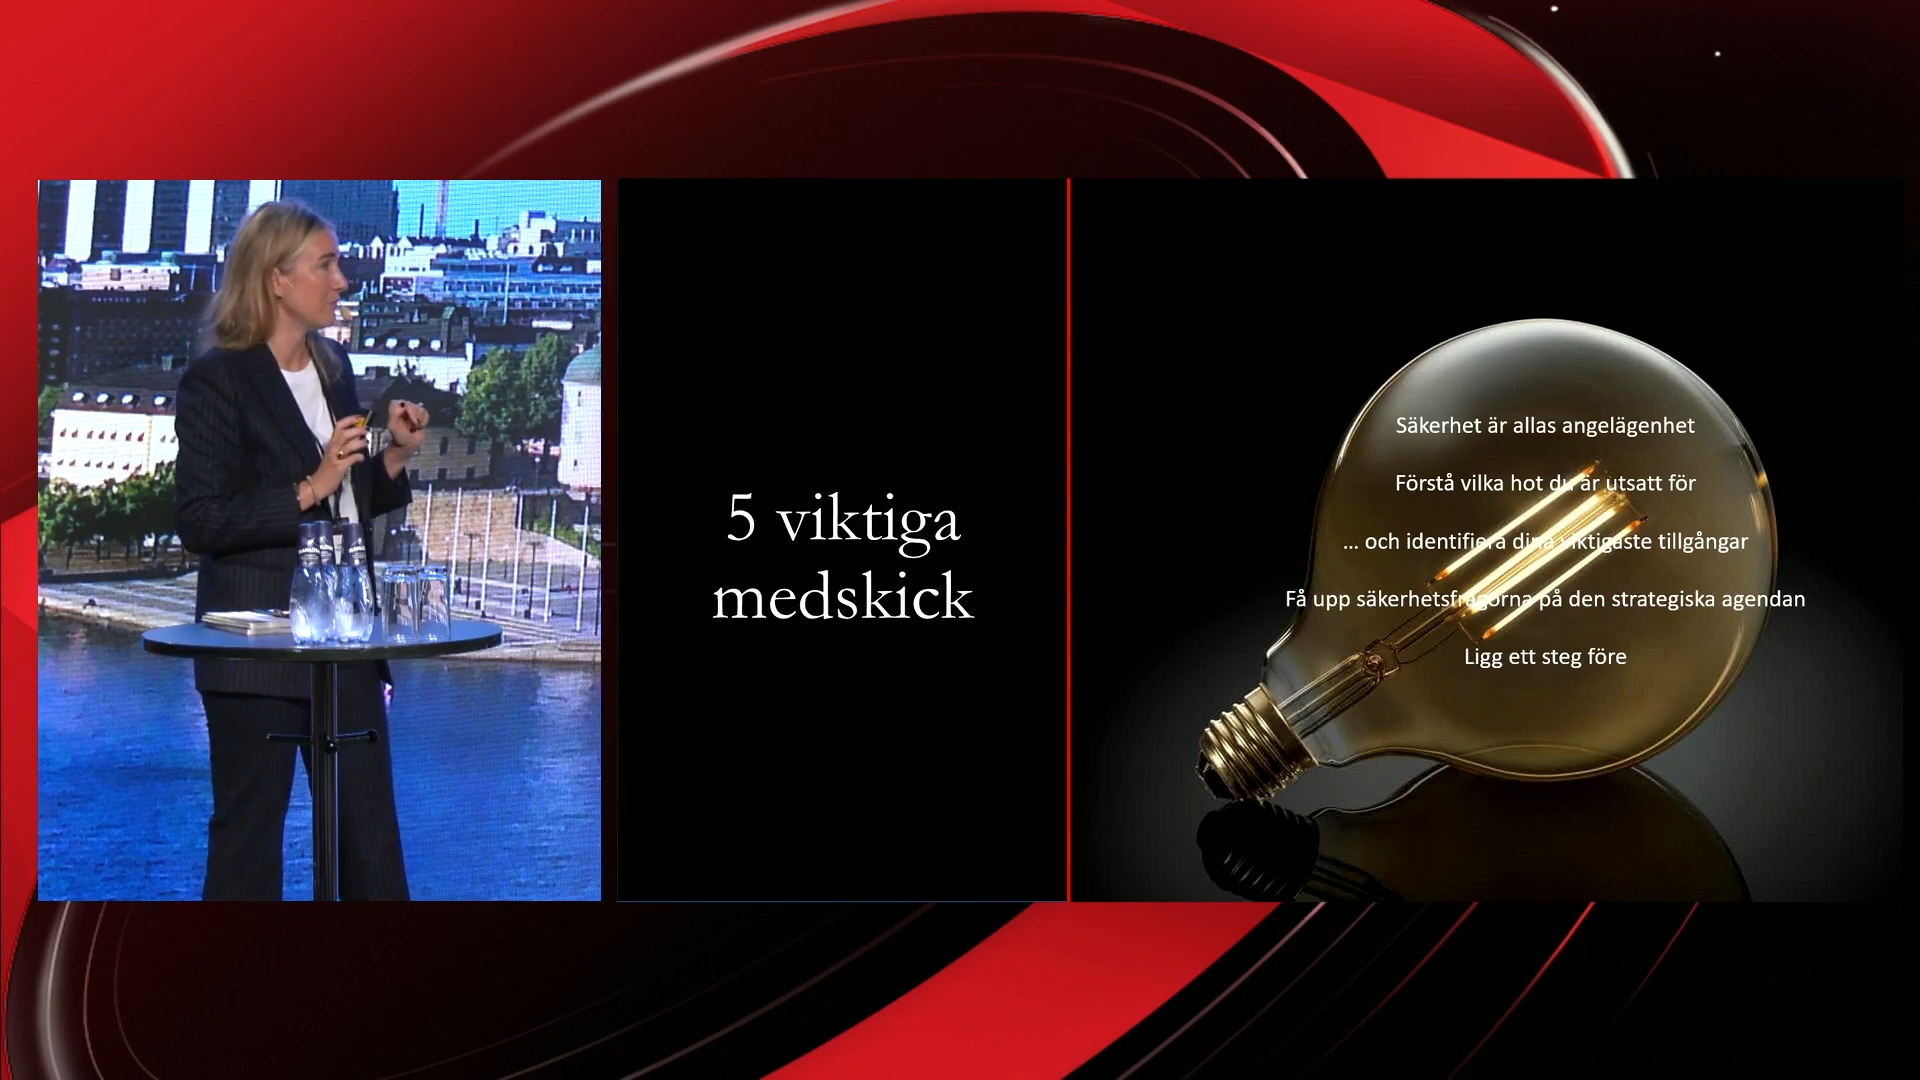 5 viktiga
medskick
Säkerhet är allas angelägenhet
Förstå vilka hot du är utsatt för
... och identifiera dina viktigaste tillgångar
Få upp säkerhetsfrågorna på den strategiska agendan
Ligg ett steg före